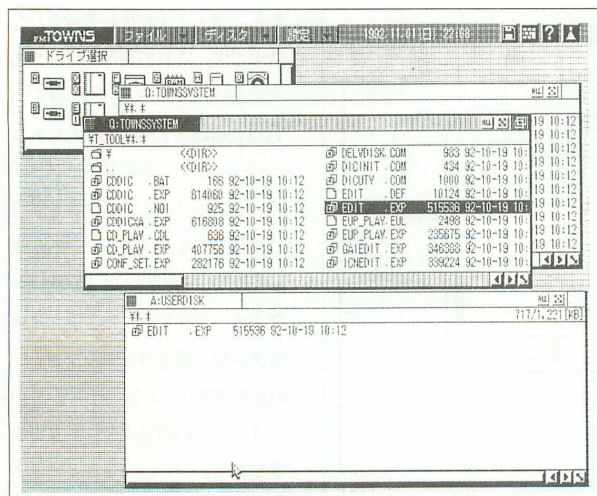 FMTOWNS ファイル ディスク 設定 1992.11.01(日) 22:08
ドライブ選択
Q:TOWNSSYSTEM
¥*.*
Q:TOWNSSYSTEM
¥T_TOOL¥*.*
¥ <<DIR>>
.. <<DIR>>
CDDIC .BAT 166 92-10-19 10:12
CDDIC .EXP 614060 92-10-19 10:12
CDDIC .NDI 925 92-10-19 10:12
CDDICXA.EXP 616808 92-10-19 10:12
CD_PLAY.CDL 636 92-10-19 10:12
CD_PLAY.EXP 407756 92-10-19 10:12
CONF_SET.EXP 282176 92-10-19 10:12
DELVDISK.COM 983 92-10-19 10:
DICINIT .COM 434 92-10-19 10:
DICUTY .COM 1000 92-10-19 10:
EDIT .DEF 10124 92-10-19 10:
EDIT .EXP 515536 92-10-19 10:
EUP_PLAY.EUL 2498 92-10-19 10:
EUP_PLAY.EXP 235675 92-10-19 10:
GAIEDIT .EXP 92-10-19 10:
ICNEDIT .EXP 339224 92-10-19 10:
19 10:12
19 10:12
19 10:12
19 10:12
19 10:12
19 10:12
19 10:12
19 10:12
A:USERDISK
¥*.* 717/1,221[KB]
EDIT .EXP 515536 92-10-19 10:12